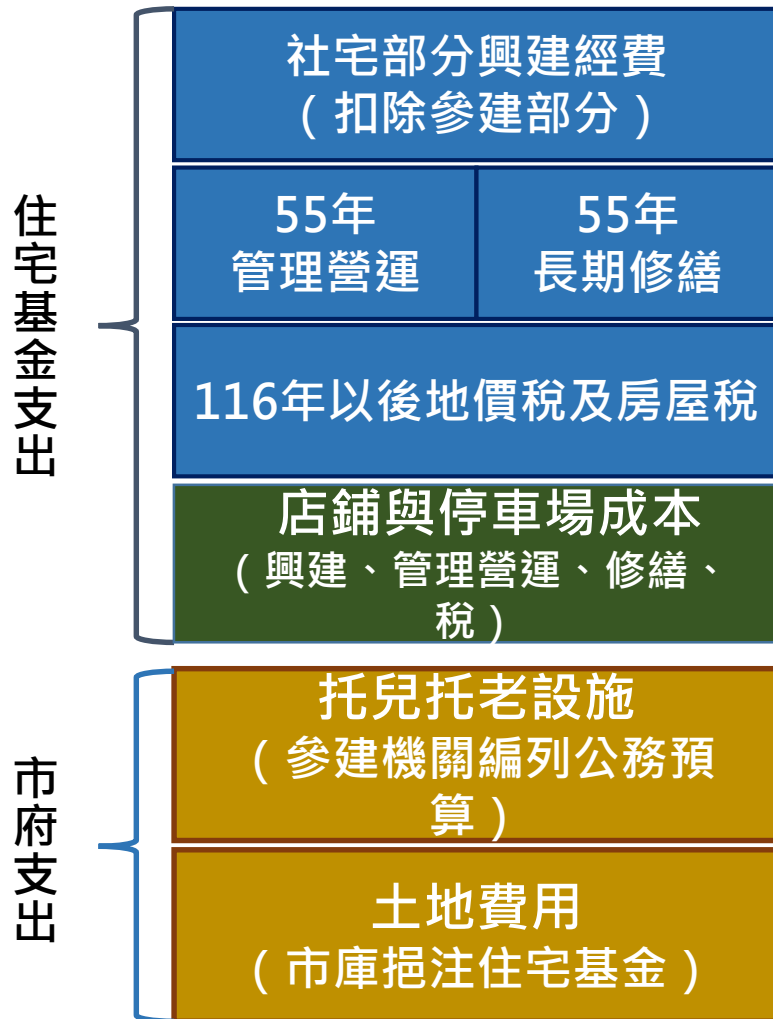 住宅基金支出
社宅部分興建經費
（扣除參建部分）
55年
管理營運
55年
長期修繕
116年以後地價稅及房屋稅
店鋪與停車場成本
（興建、管理營運、修繕、
稅）
市府支出
托兒托老設施
（參建機關編列公務預
算）
土地費用
（市庫挹注住宅基金）